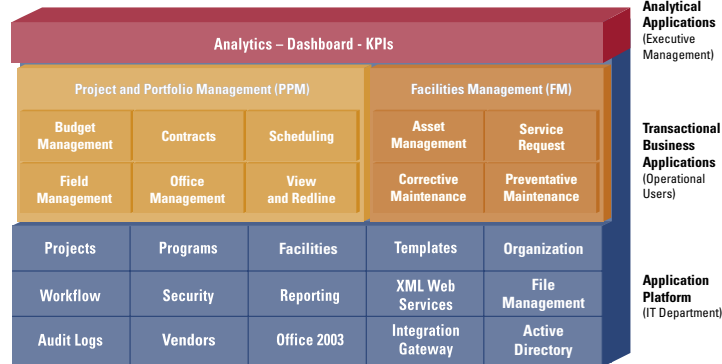 Analytical
Applications
(Executive
Management)
Analytics – Dashboard - KPIs
Project and Portfolio Management (PPM)
Facilities Management (FM)
Budget
Management
Contracts
Scheduling
Asset
Management
Service
Request
Field
Management
Office
Management
View
and Redline
Corrective
Maintenance
Preventative
Maintenance
Transactional
Business
Applications
(Operational
Users)
Projects
Programs
Facilities
Templates
Organization
Workflow
Security
Reporting
XML Web
Services
File
Management
Audit Logs
Vendors
Office 2003
Integration
Gateway
Active
Directory
Application
Platform
(IT Department)